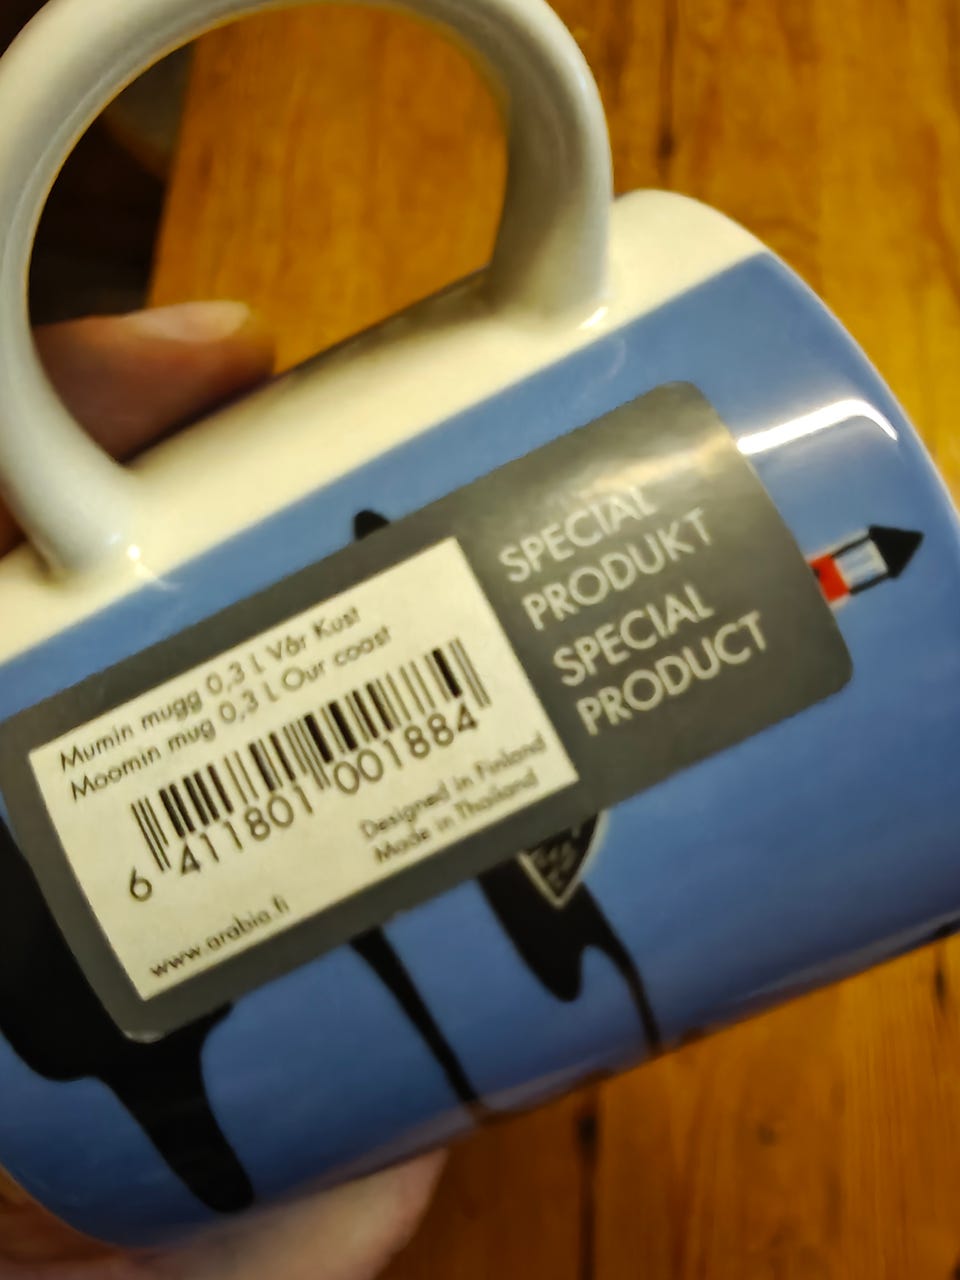 SPECIAL
PRODUKT
SPECIAL
PRODUCT
Mumin mugg 0,3 L Vår Kust
Moomin mug 0,3 L Our coast
6 411801 001884
Designed in Finland
Made in Thailand
www.arabia.fi